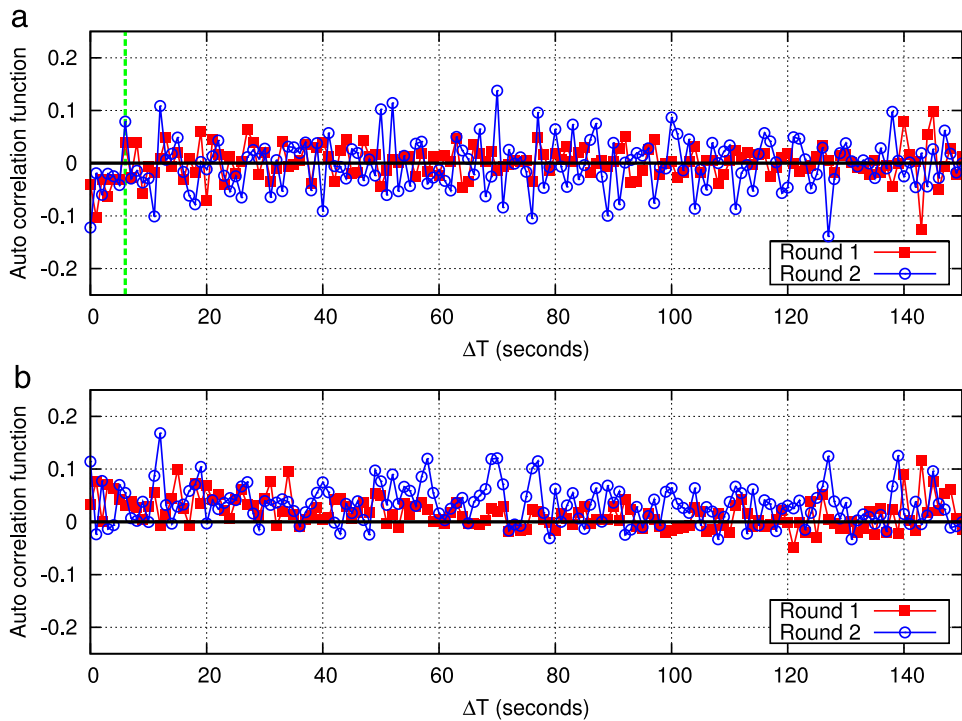 a
Auto correlation function
0.2
0.1
0
-0.1
-0.2
Round 1
Round 2
0 20 40 60 80 100 120 140
ΔT (seconds)
b
Auto correlation function
0.2
0.1
0
-0.1
-0.2
Round 1
Round 2
0 20 40 60 80 100 120 140
ΔT (seconds)